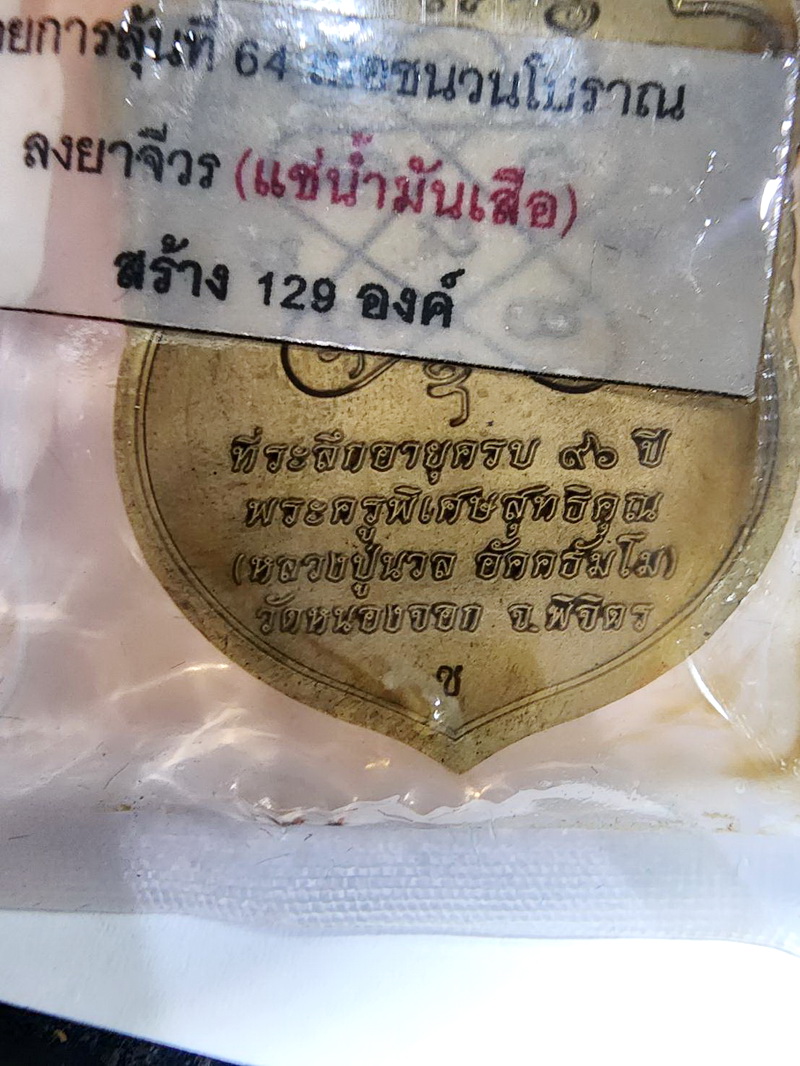 ยการลุ้นที่ 64 เนื้อชนวนโบราณ
ลงยาจีวร (แช่น้ำมันเสือ)
สร้าง 129 องค์
ที่ระลึกอายุครบ ๙๖ ปี
พระครูพิเศษสุทธิคุณ
(หลวงปู่นวล อัคคธัมโม)
วัดหนองจอก จ.พิจิตร
ช